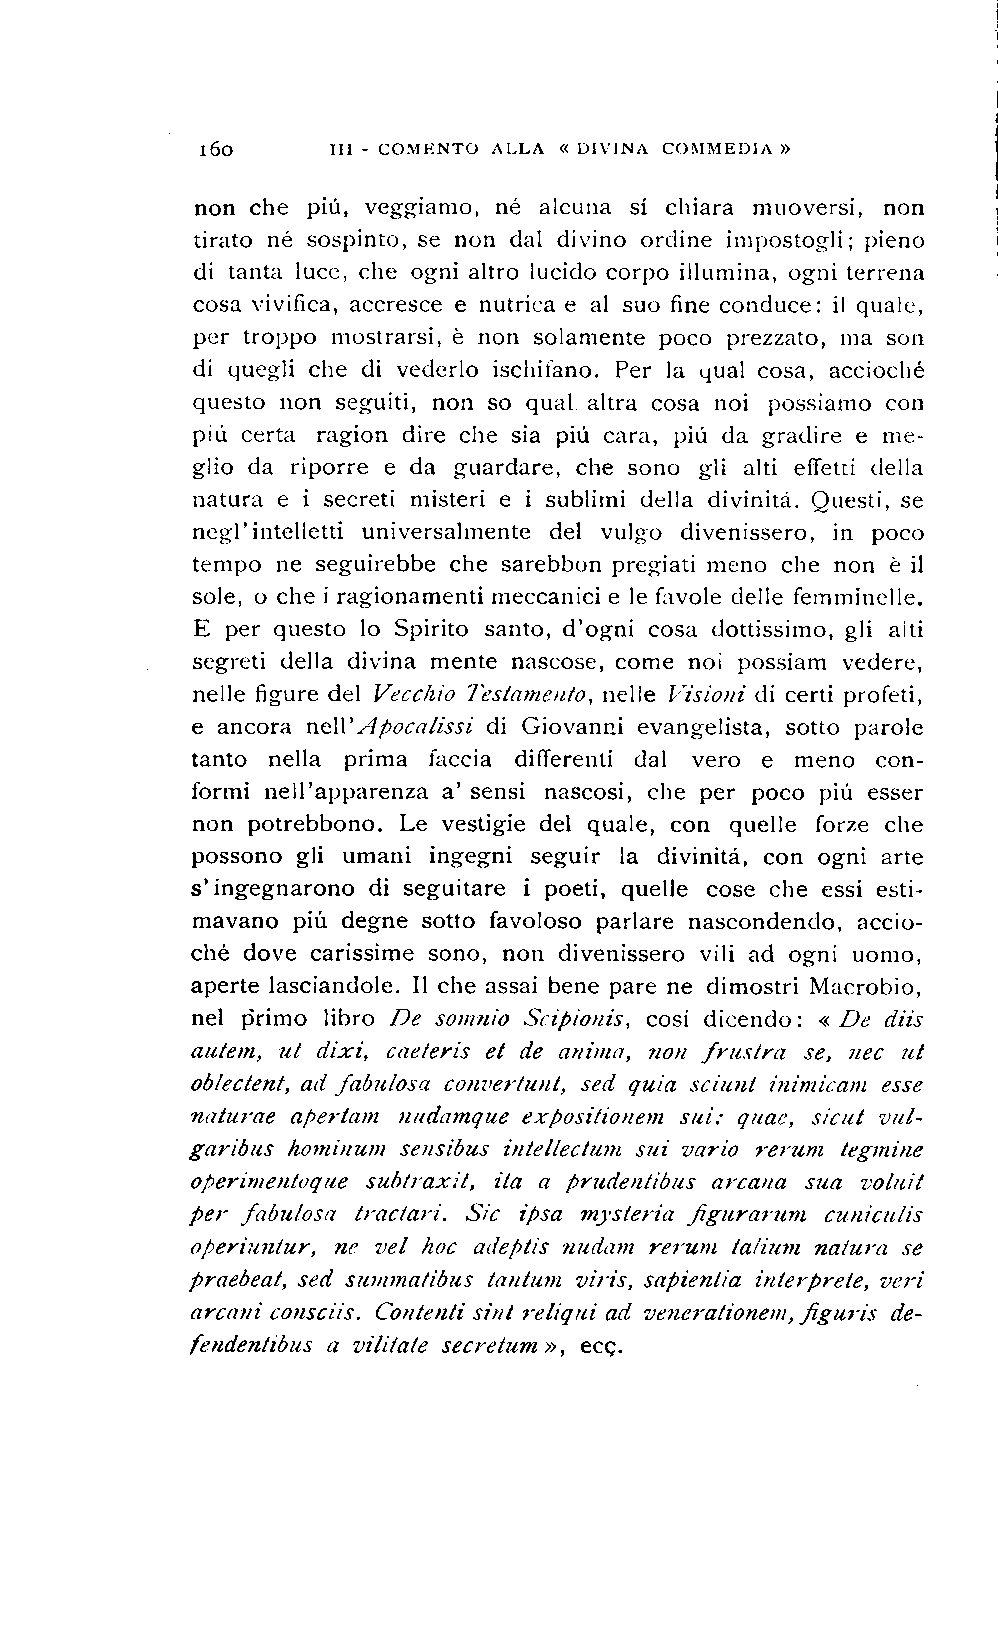 160 III - COMENTO ALLA « DIVINA COMMEDIA »
non che piú, veggiamo, né alcuna sí chiara muoversi, non
tirato né sospinto, se non dal divino ordine impostogli; pieno
di tanta luce, che ogni altro lucido corpo illumina, ogni terrena
cosa vivifica, accresce e nutrica e al suo fine conduce: il quale,
per troppo mostrarsi, è non solamente poco prezzato, ma son
di quegli che di vederlo ischifano. Per la qual cosa, accioché
questo non seguiti, non so qual altra cosa noi possiamo con
piú certa ragion dire che sia piú cara, piú da gradire e me-
glio da riporre e da guardare, che sono gli alti effetti della
natura e i secreti misteri e i sublimi della divinitá. Questi, se
negl'intelletti universalmente del vulgo divenissero, in poco
tempo ne seguirebbe che sarebbon pregiati meno che non è il
sole, o che i ragionamenti meccanici e le favole delle femminelle.
E per questo lo Spirito santo, d'ogni cosa dottissimo, gli alti
segreti della divina mente nascose, come noi possiam vedere,
nelle figure del Vecchio Testamento, nelle Visioni di certi profeti,
e ancora nell'Apocalissi di Giovanni evangelista, sotto parole
tanto nella prima faccia differenti dal vero e meno con-
formi nell'apparenza a' sensi nascosi, che per poco piú esser
non potrebbono. Le vestigie del quale, con quelle forze che
possono gli umani ingegni seguir la divinitá, con ogni arte
s'ingegnarono di seguitare i poeti, quelle cose che essi esti-
mavano piú degne sotto favoloso parlare nascondendo, accio-
ché dove carissime sono, non divenissero vili ad ogni uomo,
aperte lasciandole. Il che assai bene pare ne dimostri Macrobio,
nel primo libro De somnio Scipionis, cosí dicendo: « De diis
autem, ut dixi, caeteris et de anima, non frustra se, nec ut
oblectent, ad fabulosa convertunt, sed quia sciunt inimicam esse
naturae apertam nudamque expositionem sui: quae, sicut vul-
garibus hominum sensibus intellectum sui vario rerum tegmine
operimentoque subtraxit, ita a prudentibus arcana sua voluit
per fabulosa tractari. Sic ipsa mysteria figurarum cuniculis
operiuntur, ne vel hoc adeptis nudam rerum talium natura se
praebeat, sed summatibus tantum viris, sapientia interprete, veri
arcani consciis. Contenti sint reliqui ad venerationem, figuris de-
fendentibus a vilitate secretum », ecc.